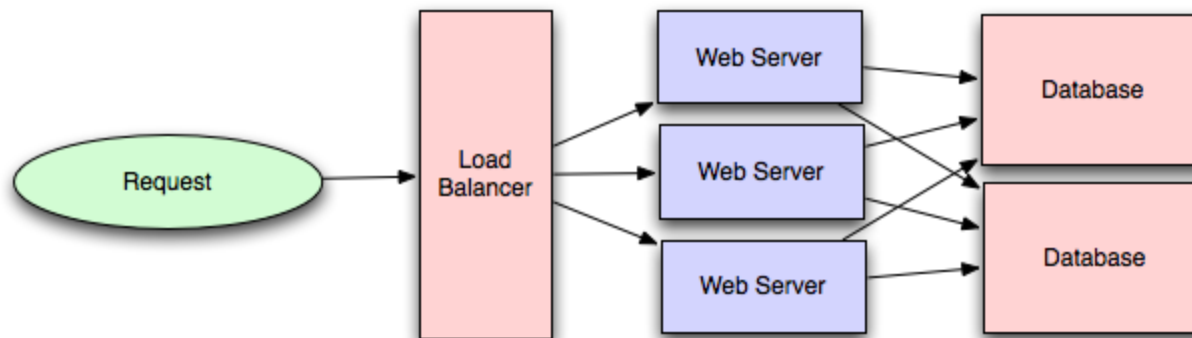 Request
Load
Balancer
Web Server
Web Server
Web Server
Database
Database